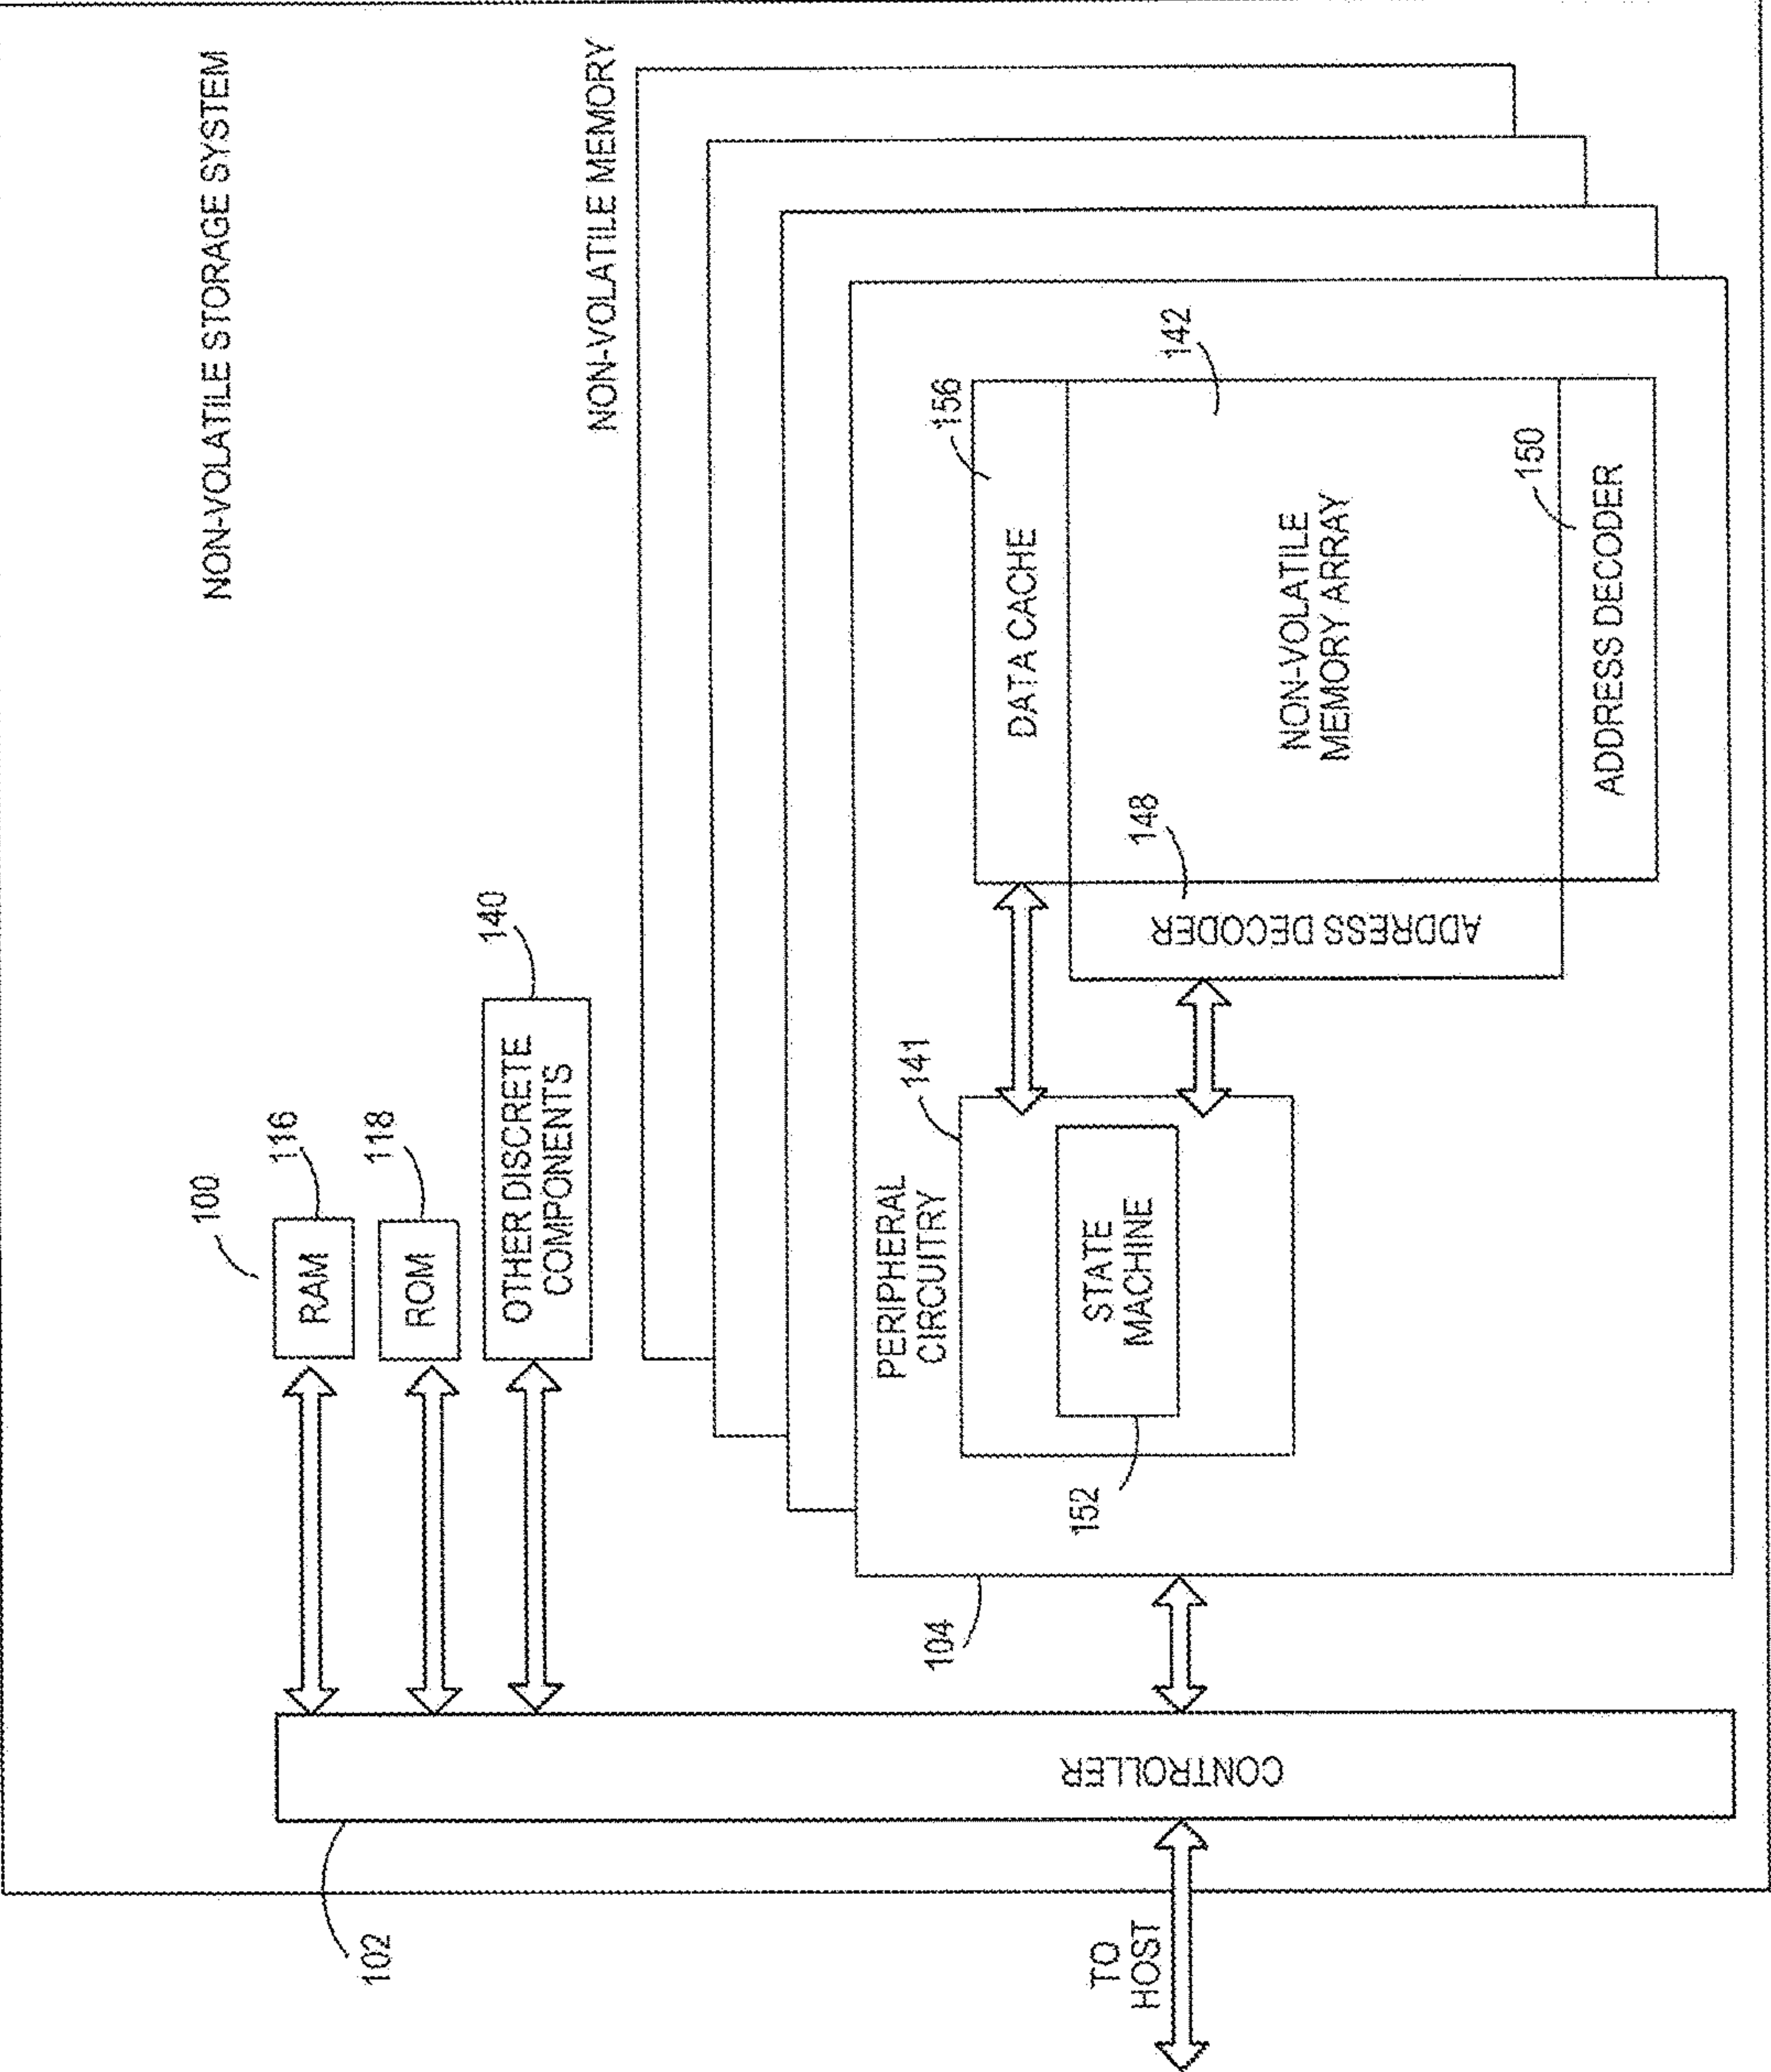 NON-VOLATILE STORAGE SYSTEM
100
116
RAM
118
ROM
140
OTHER DISCRETE
COMPONENTS
NON-VOLATILE MEMORY
PERIPHERAL
CIRCUITRY
141
STATE
MACHINE
152
156
DATA CACHE
142
NON-VOLATILE
MEMORY ARRAY
148
ADDRESS DECODER
150
ADDRESS DECODER
104
CONTROLLER
102
TO
HOST